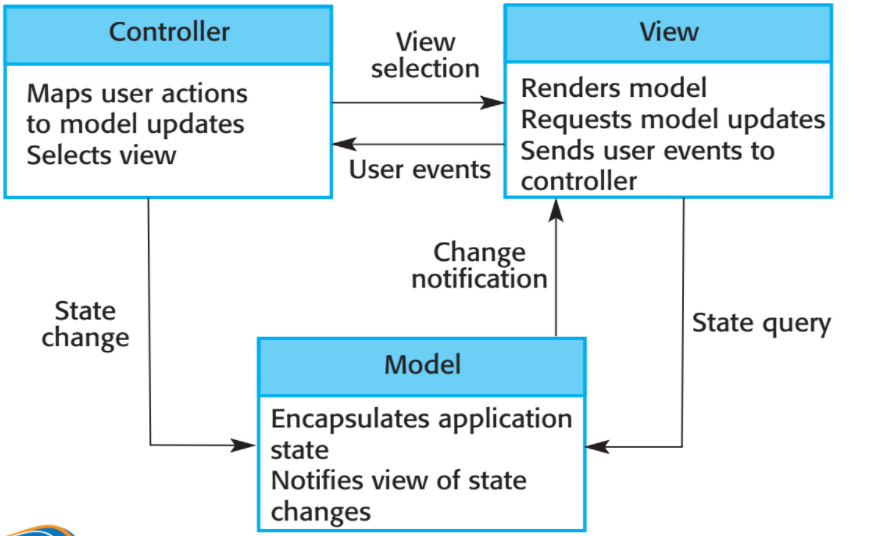 Controller
Maps user actions
to model updates
Selects view
View
selection
User events
View
Renders model
Requests model updates
Sends user events to
controller
State
change
Change
notification
State query
Model
Encapsulates application
state
Notifies view of state
changes